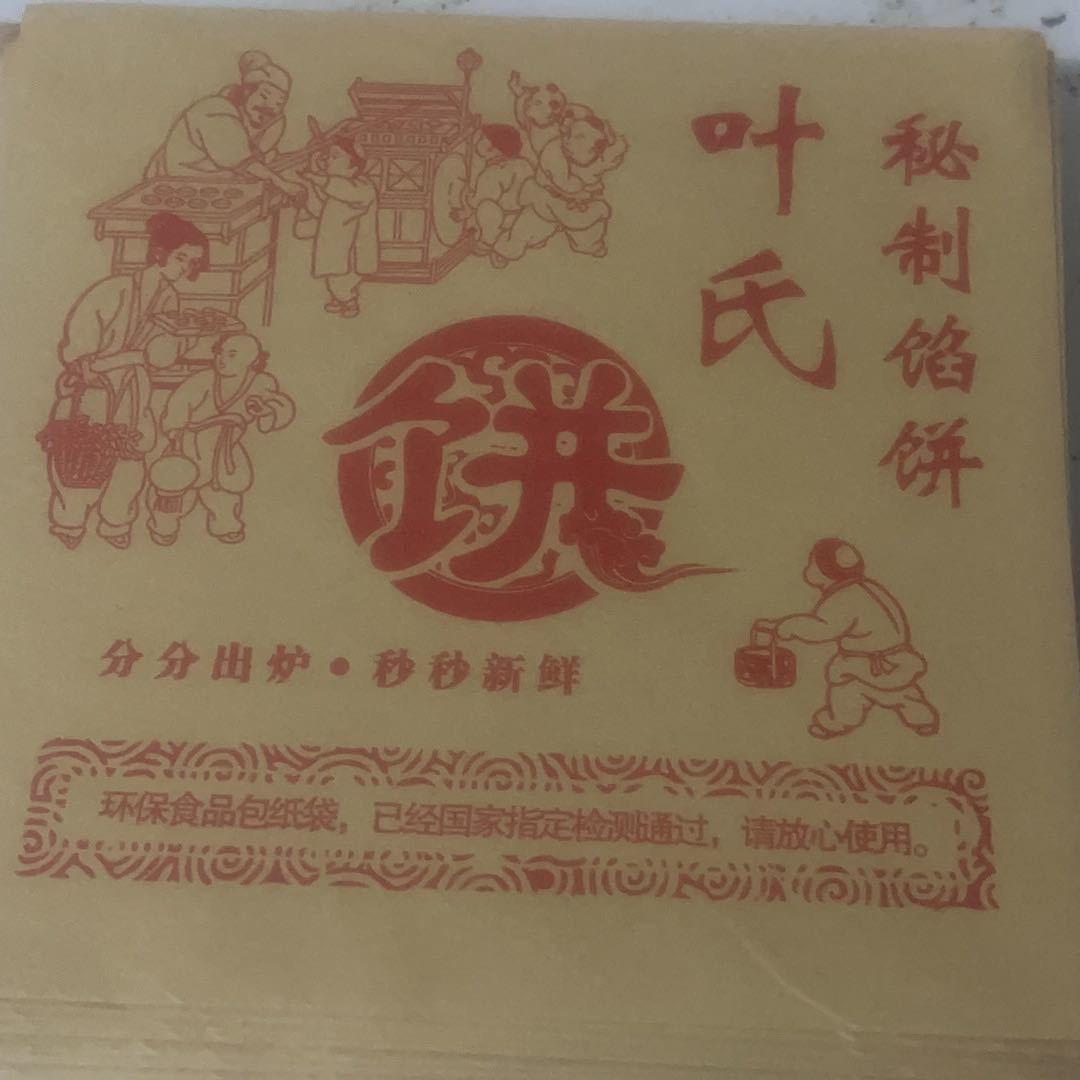 秘制馅饼
叶氏
饼
分分出炉·秒秒新鲜
环保食品包纸袋，已经国家指定检测通过，请放心使用。